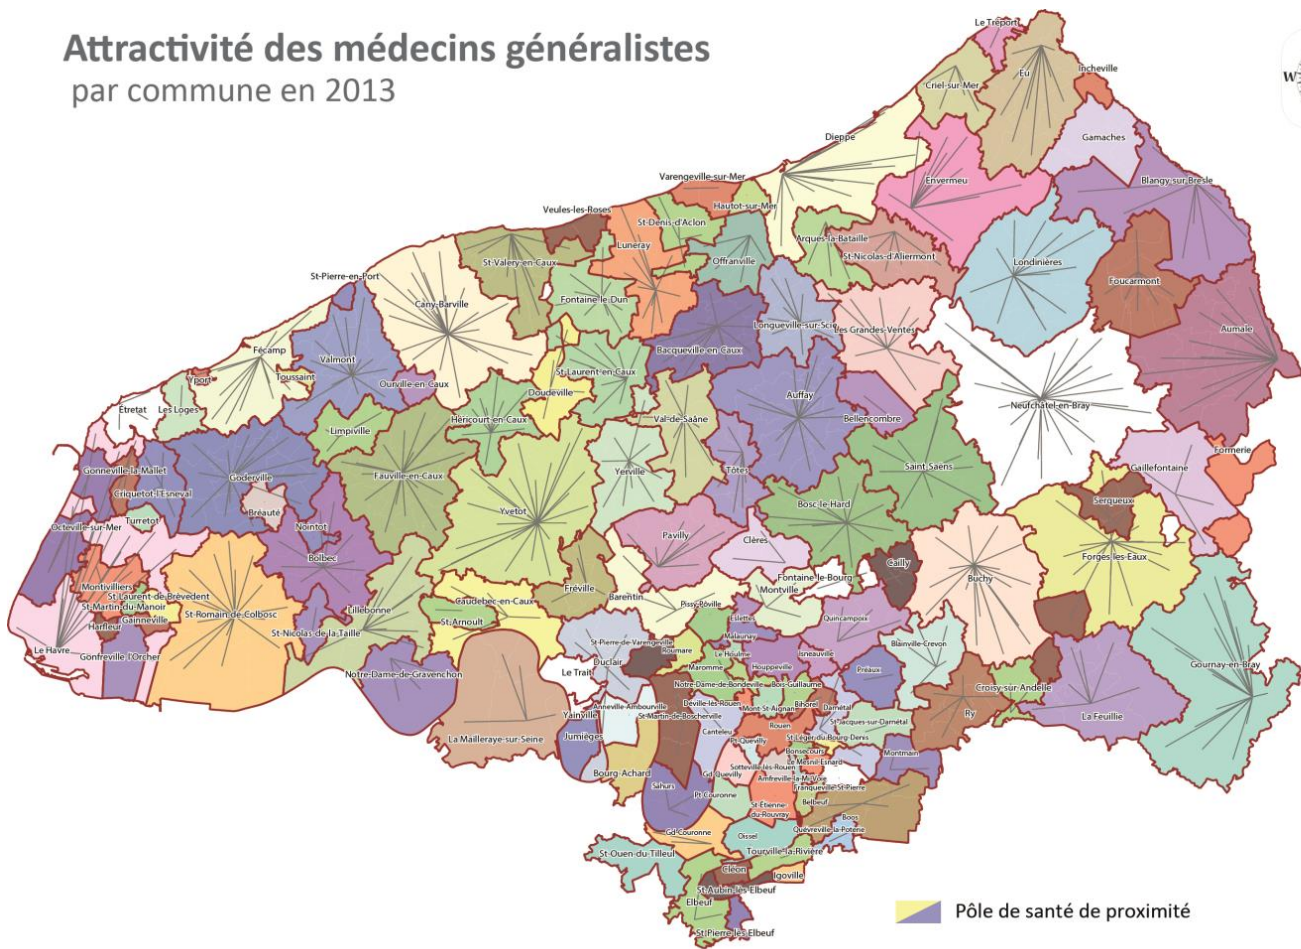 Attractivité des médecins généralistes
par commune en 2013
W
Le Tréport
Eu
Incheville
Criel-sur-Mer
Gamaches
Dieppe
Varengeville-sur-Mer
Envermeu
Blangy-sur-Bresle
Hautot-sur-Mer
Veules-les-Roses
St-Denis-d'Aclon
Luneray
Arques-la-Bataille
St-Nicolas-d'Aliermont
Offranville
Londinières
Foucarmont
St-Valery-en-Caux
St-Pierre-en-Port
Cany-Barville
Fontaine-le-Dun
Longueville-sur-Scie
Les Grandes-Ventes
Aumale
Bacqueville-en-Caux
Fécamp
Valmont
Yport
Toussaint
Ourville-en-Caux
St-Laurent-en-Caux
Doudeville
Auffay
Neufchâtel-en-Bray
Étretat
Les Loges
Héricourt-en-Caux
Val-de-Saâne
Bellencombre
Limpiville
Gonneville-la-Mallet
Goderville
Fauville-en-Caux
Yerville
Tôtes
Saint-Saëns
Gaillefontaine
Formerie
Criquetot-l'Esneval
Bréauté
Yvetot
Bosc-le-Hard
Serqueux
Octeville-sur-Mer
Turretot
Nointot
Bolbec
Pavilly
Clères
Forges-les-Eaux
Montivilliers
St-Laurent-de-Brèvedent
St-Martin-du-Manoir
Gainneville
Harfleur
St-Romain-de-Colbosc
Lillebonne
Fréville
Caudebec-en-Caux
Barentin
Fontaine-le-Bourg
Cailly
Buchy
Montville
Pissy-Pôville
St-Arnoult
St-Nicolas-de-la-Taille
Le Havre
Gonfreville l'Orcher
Notre-Dame-de-Gravenchon
Eslettes
Malaunay
Quincampoix
St-Pierre-de-Varengeville
Roumare
Duclair
Le Houlme
Houppeville
Isneauville
Blainville-Crevon
Maromme
Préaux
Le Trait
Notre-Dame-de-Bondeville
Bois-Guillaume
Croisy-sur-Andelle
Gournay-en-Bray
Anneville-Ambourville
Déville-lès-Rouen
Mont-St-Aignan
Bihorel
Darnétal
Ry
La Feuillie
Yainville
St-Martin-de-Boscherville
Rouen
St-Jacques-sur-Darnétal
Jumièges
Canteleu
St-Léger-du-Bourg-Denis
La Mailleraye-sur-Seine
Pt-Quevilly
Bonsecours
Montmain
Le Mesnil-Esnard
Bourg-Achard
Gd-Quevilly
Sotteville-lès-Rouen
Amfreville-la-Mi-Voie
Sahurs
Franqueville-St-Pierre
Pt-Couronne
St-Étienne-
du-Rouvray
Belbeuf
Boos
Gd-Couronne
Oissel
Quévreville-la-Poterie
St-Ouen-du-Tilleul
Tourville-la-Rivière
Cléon
Igoville
St-Aubin-lès-Elbeuf
Elbeuf
St-Pierre-lès-Elbeuf
Pôle de santé de proximité